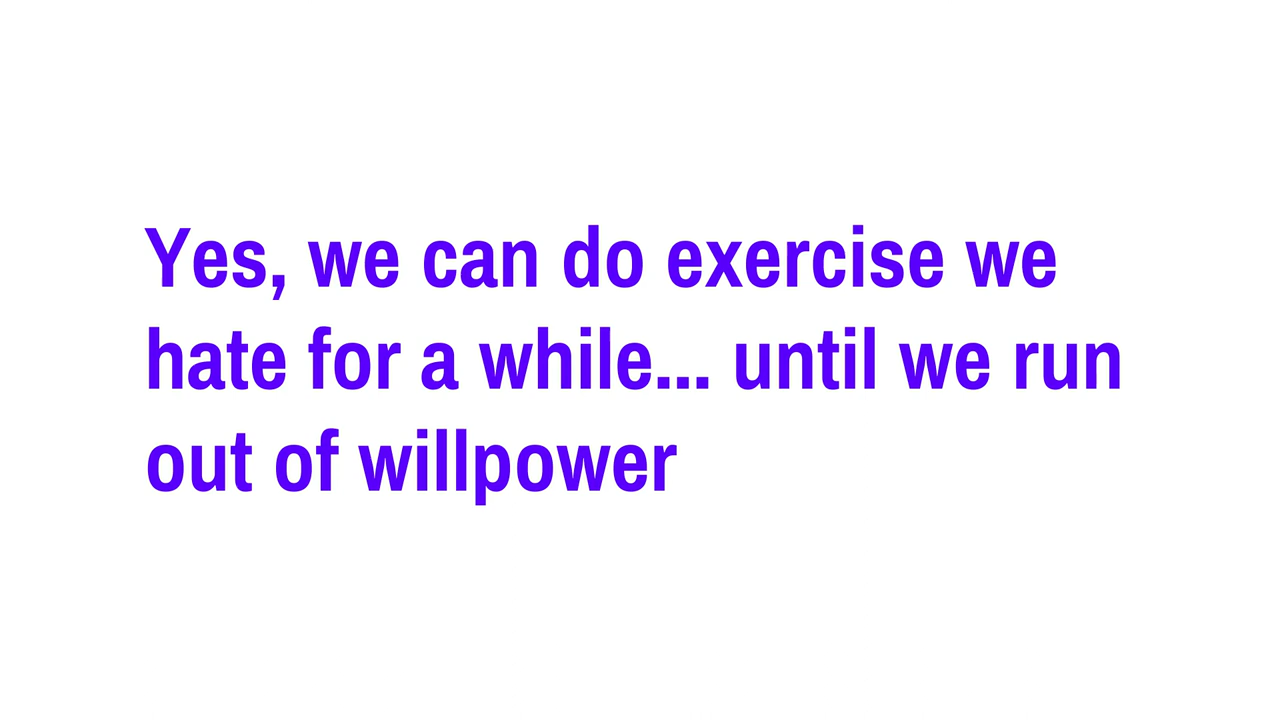 Yes, we can do exercise we
hate for a while... until we run
out of willpower